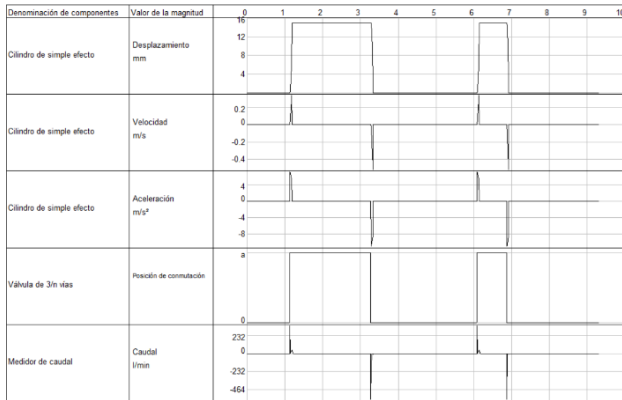 Denominación de componentes Valor de la magnitud 0 1 2 3 4 5 6 7 8 9 10
16
12
8
4
Cilindro de simple efecto
Desplazamiento
mm
0.2
0
-0.2
-0.4
Cilindro de simple efecto
Velocidad
m/s
4
0
-4
-8
Cilindro de simple efecto
Aceleración
m/s²
a
0
Válvula de 3/n vías
Posición de conmutación
232
0
-232
-464
Medidor de caudal
Caudal
l/min